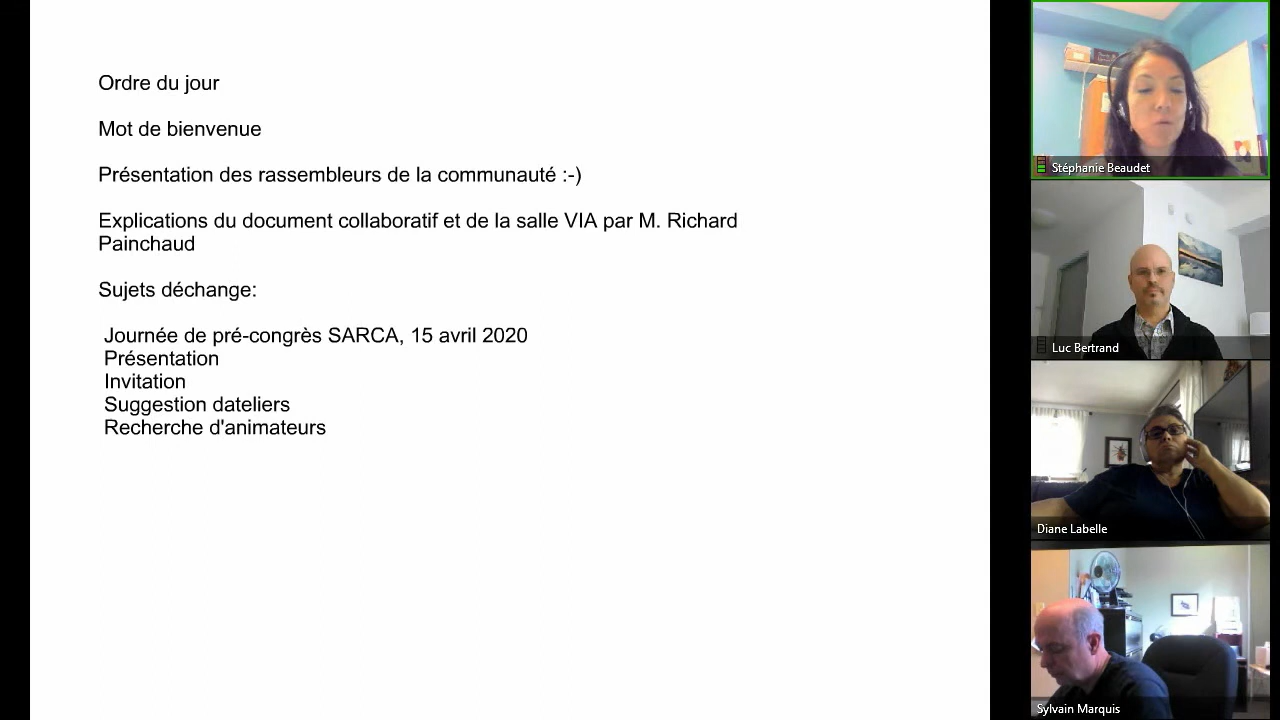 Ordre du jour
Mot de bienvenue
Présentation des rassembleurs de la communauté :-)
Explications du document collaboratif et de la salle VIA par M. Richard
Painchaud
Sujets déchange:
Journée de pré-congrès SARCA, 15 avril 2020
Présentation
Invitation
Suggestion dateliers
Recherche d'animateurs
Stéphanie Beaudet
Luc Bertrand
Diane Labelle
Sylvain Marquis